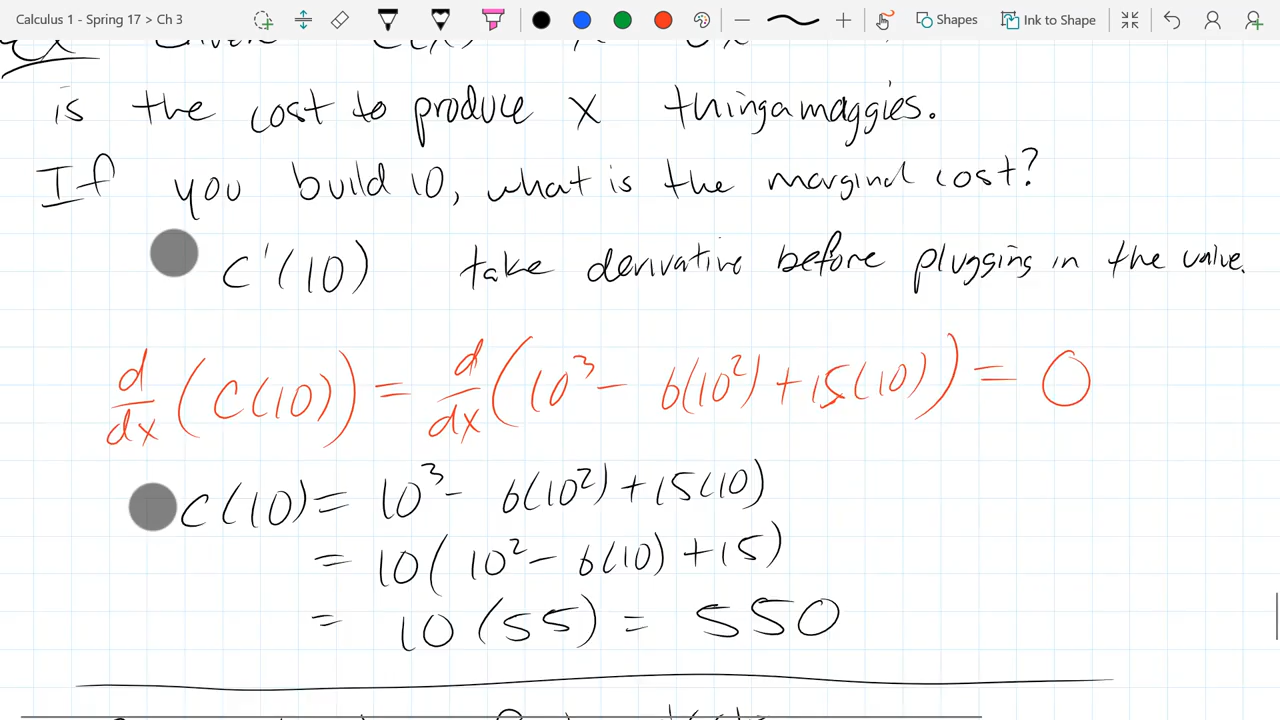 Calculus 1 - Spring 17 > Ch 3
Shapes
Ink to Shape
is the cost to produce x thingamaggies.
If you build 10, what is the marginal cost?
C'(10) take derivative before plugging in the value.
d/dx (C(10)) = d/dx (10³ - 6(10²) + 15(10)) = 0
C(10) = 10³ - 6(10²) + 15(10)
= 10(10² - 6(10) + 15)
= 10(55) = 550